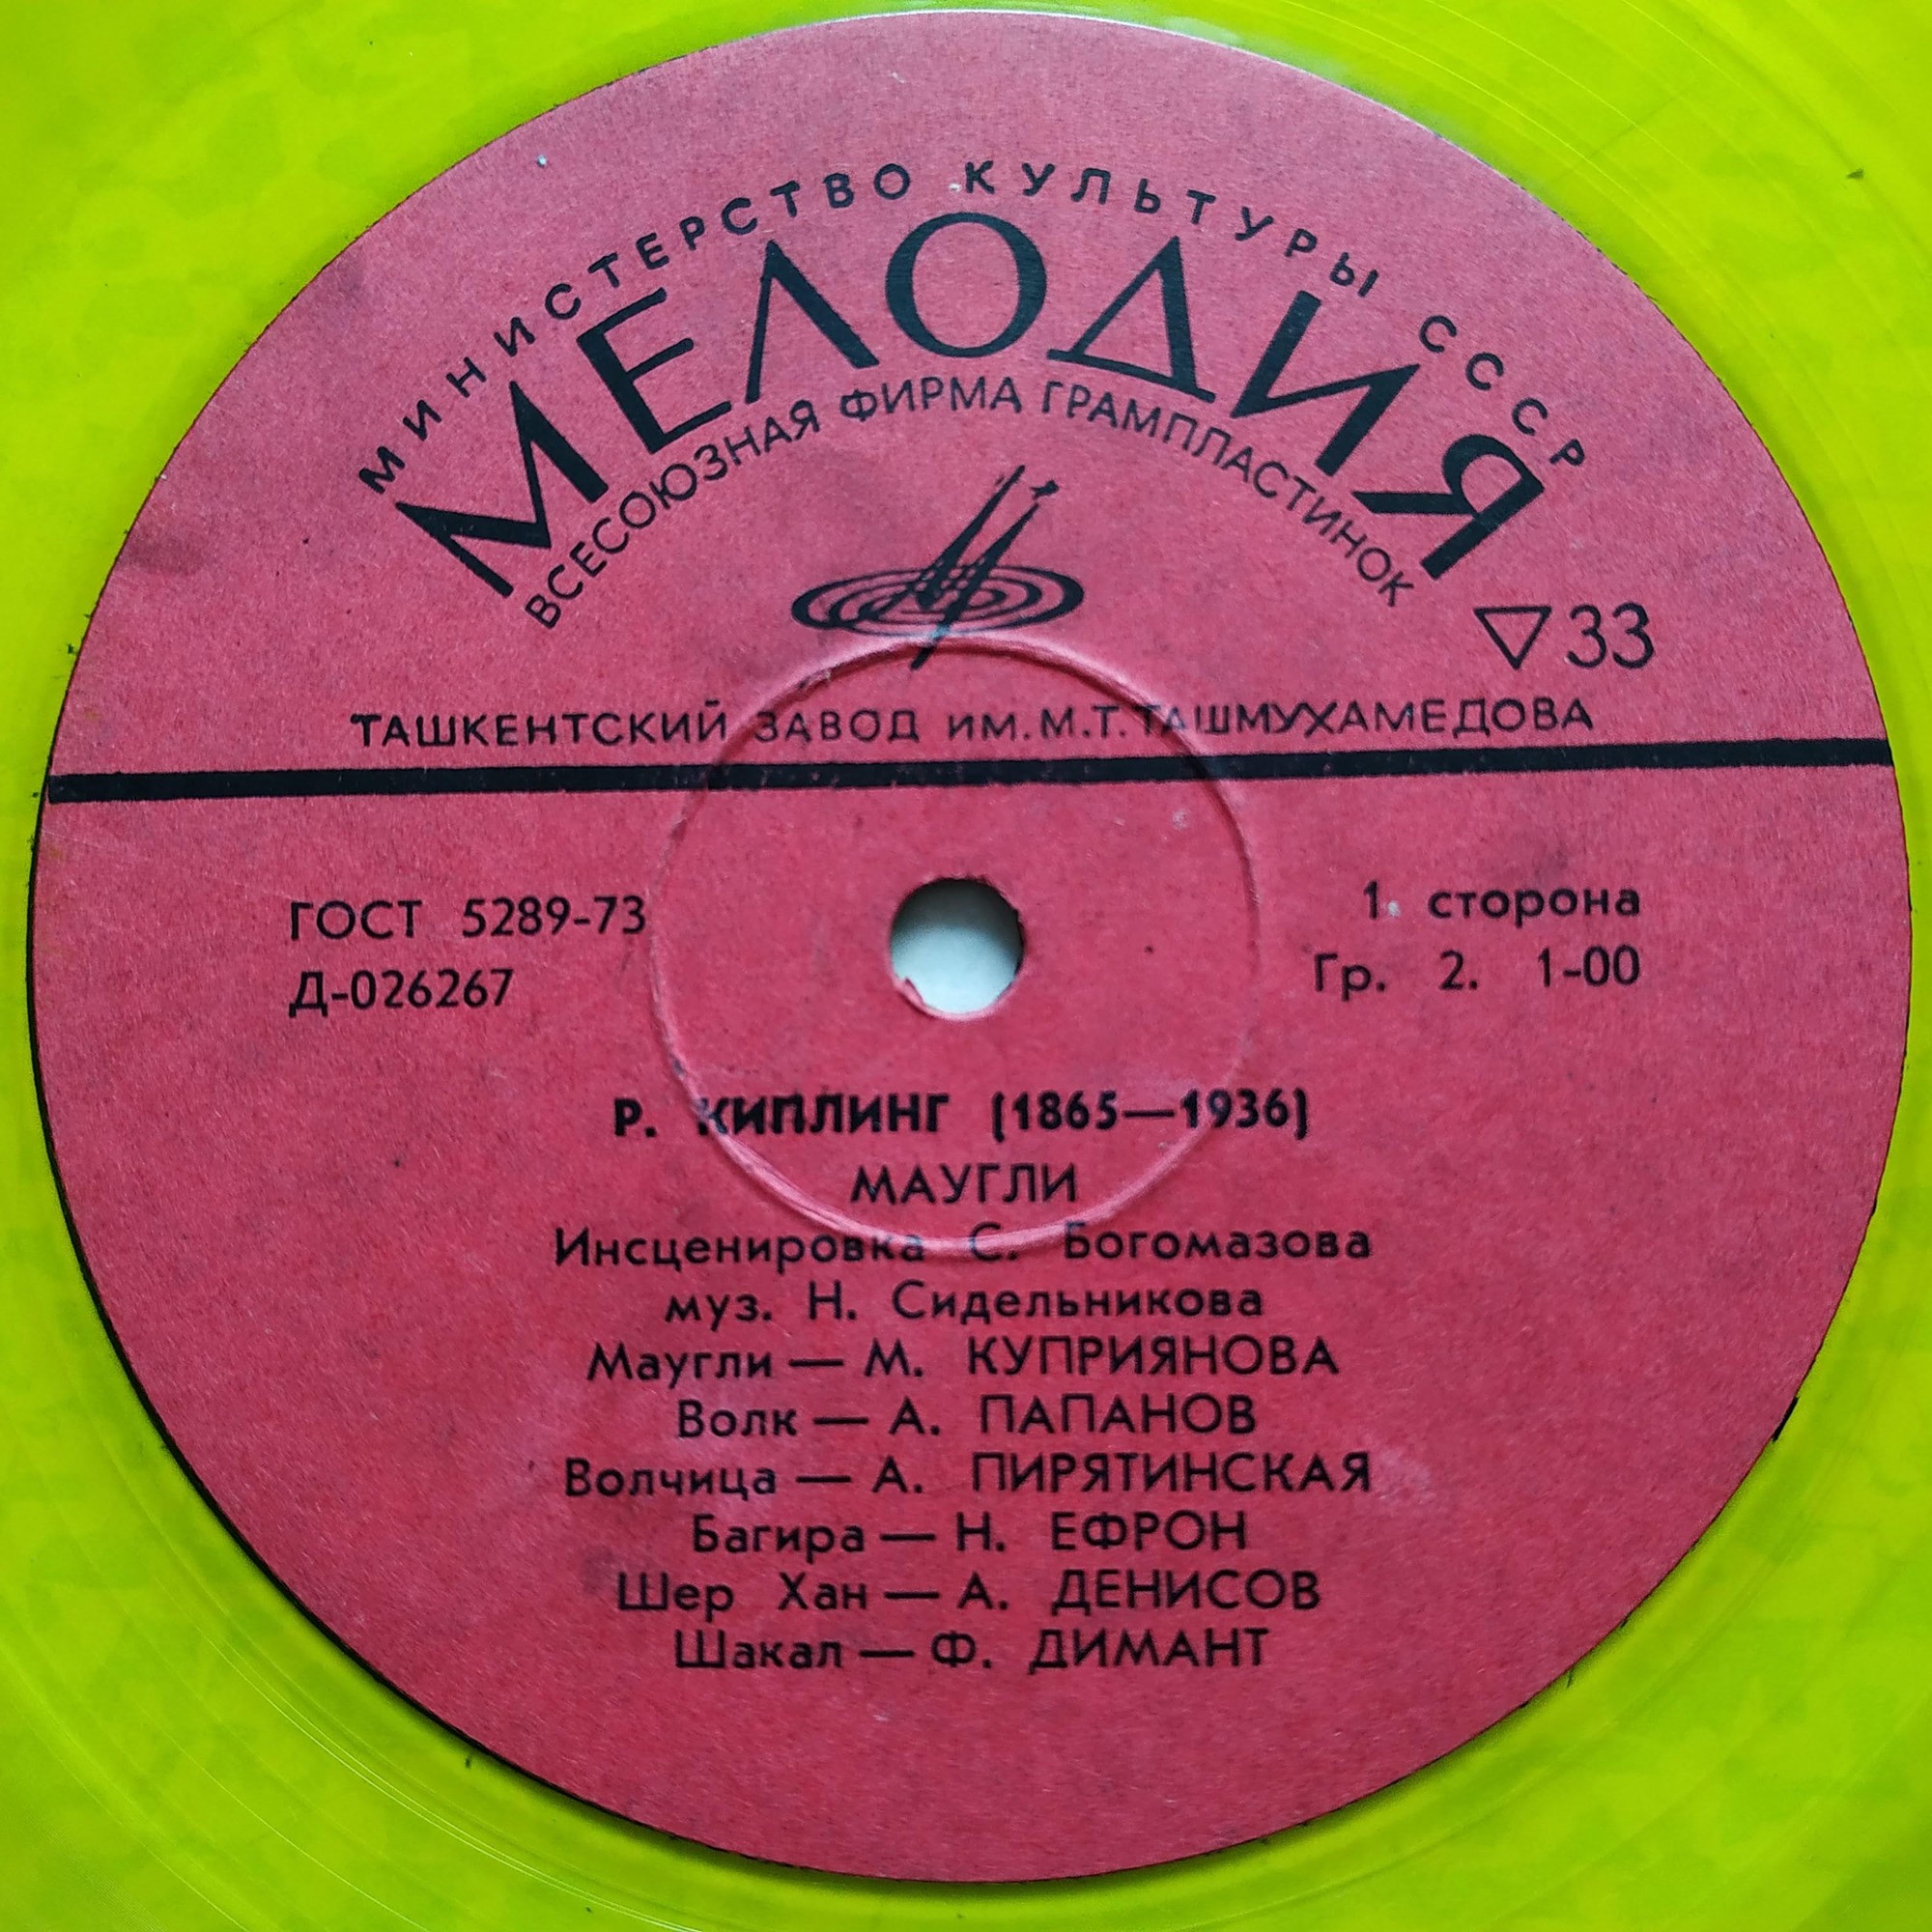 МИНИСТЕРСТВО КУЛЬТУРЫ СССР
МЕЛОДИЯ
ВСЕСОЮЗНАЯ ФИРМА ГРАМПЛАСТИНОК
▽33
ТАШКЕНТСКИЙ ЗАВОД ИМ. М.Т. ТАШМУХАМЕДОВА
ГОСТ 5289-73
1. сторона
Д-026267
Гр. 2. 1-00
Р. КИПЛИНГ (1865—1936)
МАУГЛИ
Инсценировка С. Богомазова
муз. Н. Сидельникова
Маугли — М. КУПРИЯНОВА
Волк — А. ПАПАНОВ
Волчица — А. ПИРЯТИНСКАЯ
Багира — Н. ЕФРОН
Шер Хан — А. ДЕНИСОВ
Шакал — Ф. ДИМАНТ